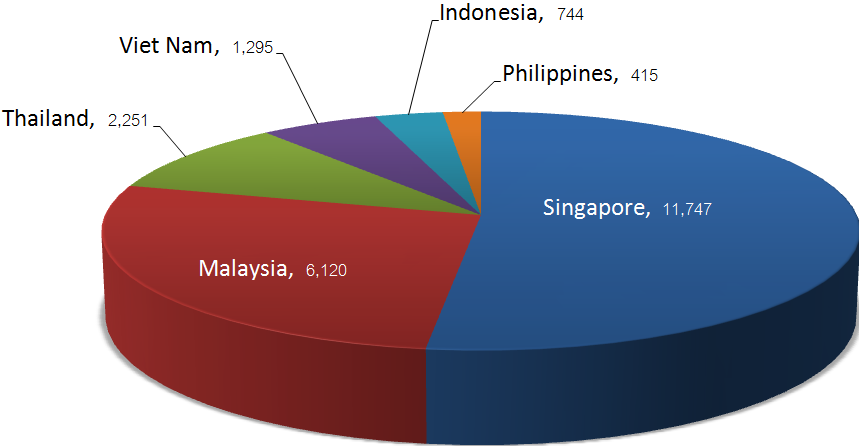 Indonesia, 744
Viet Nam, 1,295
Philippines, 415
Thailand, 2,251
Singapore, 11,747
Malaysia, 6,120